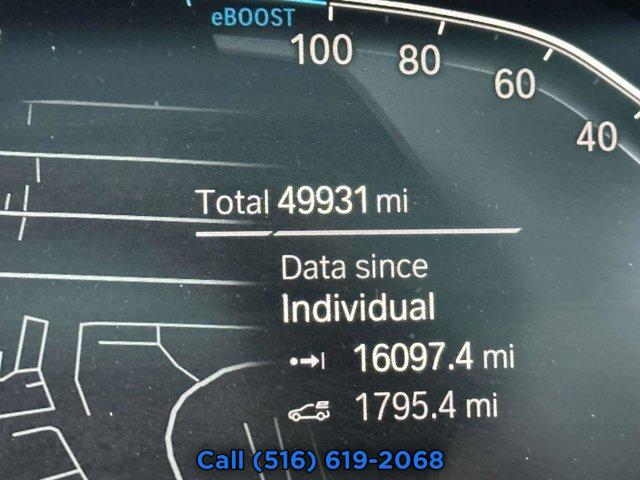 eBOOST
100
80
60
40
Total 49931 mi
Data since
Individual
16097.4 mi
1795.4 mi
Call (516) 619-2068